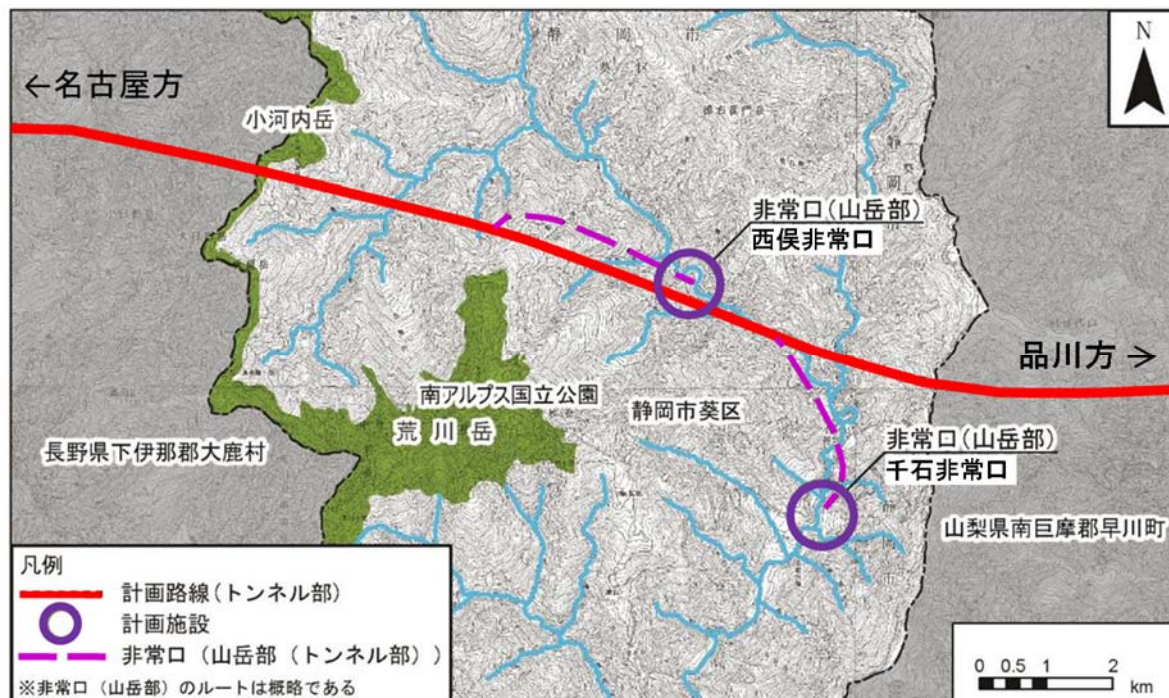 N
←名古屋方
小河内岳
静岡市
非常口(山岳部)
西俣非常口
品川方→
南アルプス国立公園
荒川岳
静岡市葵区
長野県下伊那郡大鹿村
非常口(山岳部)
千石非常口
山梨県南巨摩郡早川町
凡例
計画路線(トンネル部)
計画施設
非常口(山岳部(トンネル部))
※非常口(山岳部)のルートは概略である
0 0.5 1 2
km